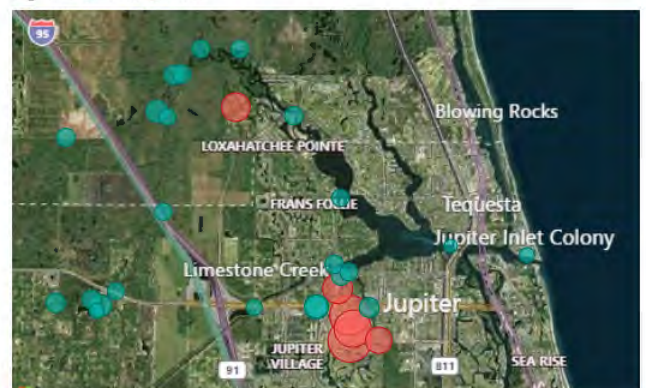 95
Blowing Rocks
LOXAHATCHEE POINTE
FRANS FOLLIE
Tequesta
Jupiter Inlet Colony
Limestone Creek
Jupiter
JUPITER
VILLAGE
91
811
SEA RISE